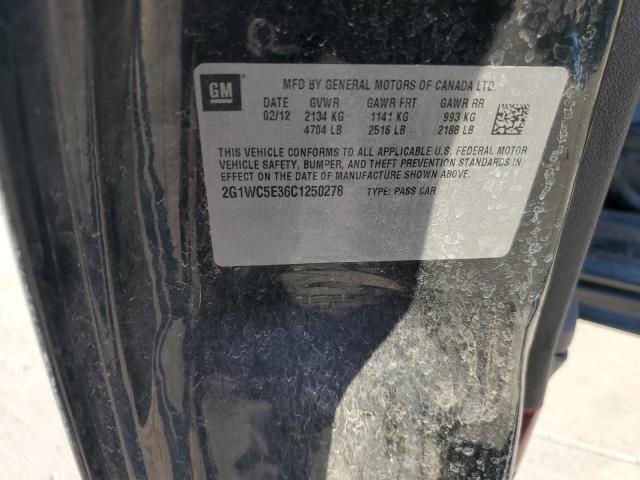 GM
MFD BY GENERAL MOTORS OF CANADA LTD.
DATE GVWR GAWR FRT GAWR RR
02/12 2134 KG 1141 KG 993 KG
4704 LB 2516 LB 2188 LB
THIS VEHICLE CONFORMS TO ALL APPLICABLE U.S. FEDERAL MOTOR
VEHICLE SAFETY, BUMPER, AND THEFT PREVENTION STANDARDS IN
EFFECT ON THE DATE OF MANUFACTURE SHOWN ABOVE.
2G1WC5E36C1250278 TYPE: PASS CAR